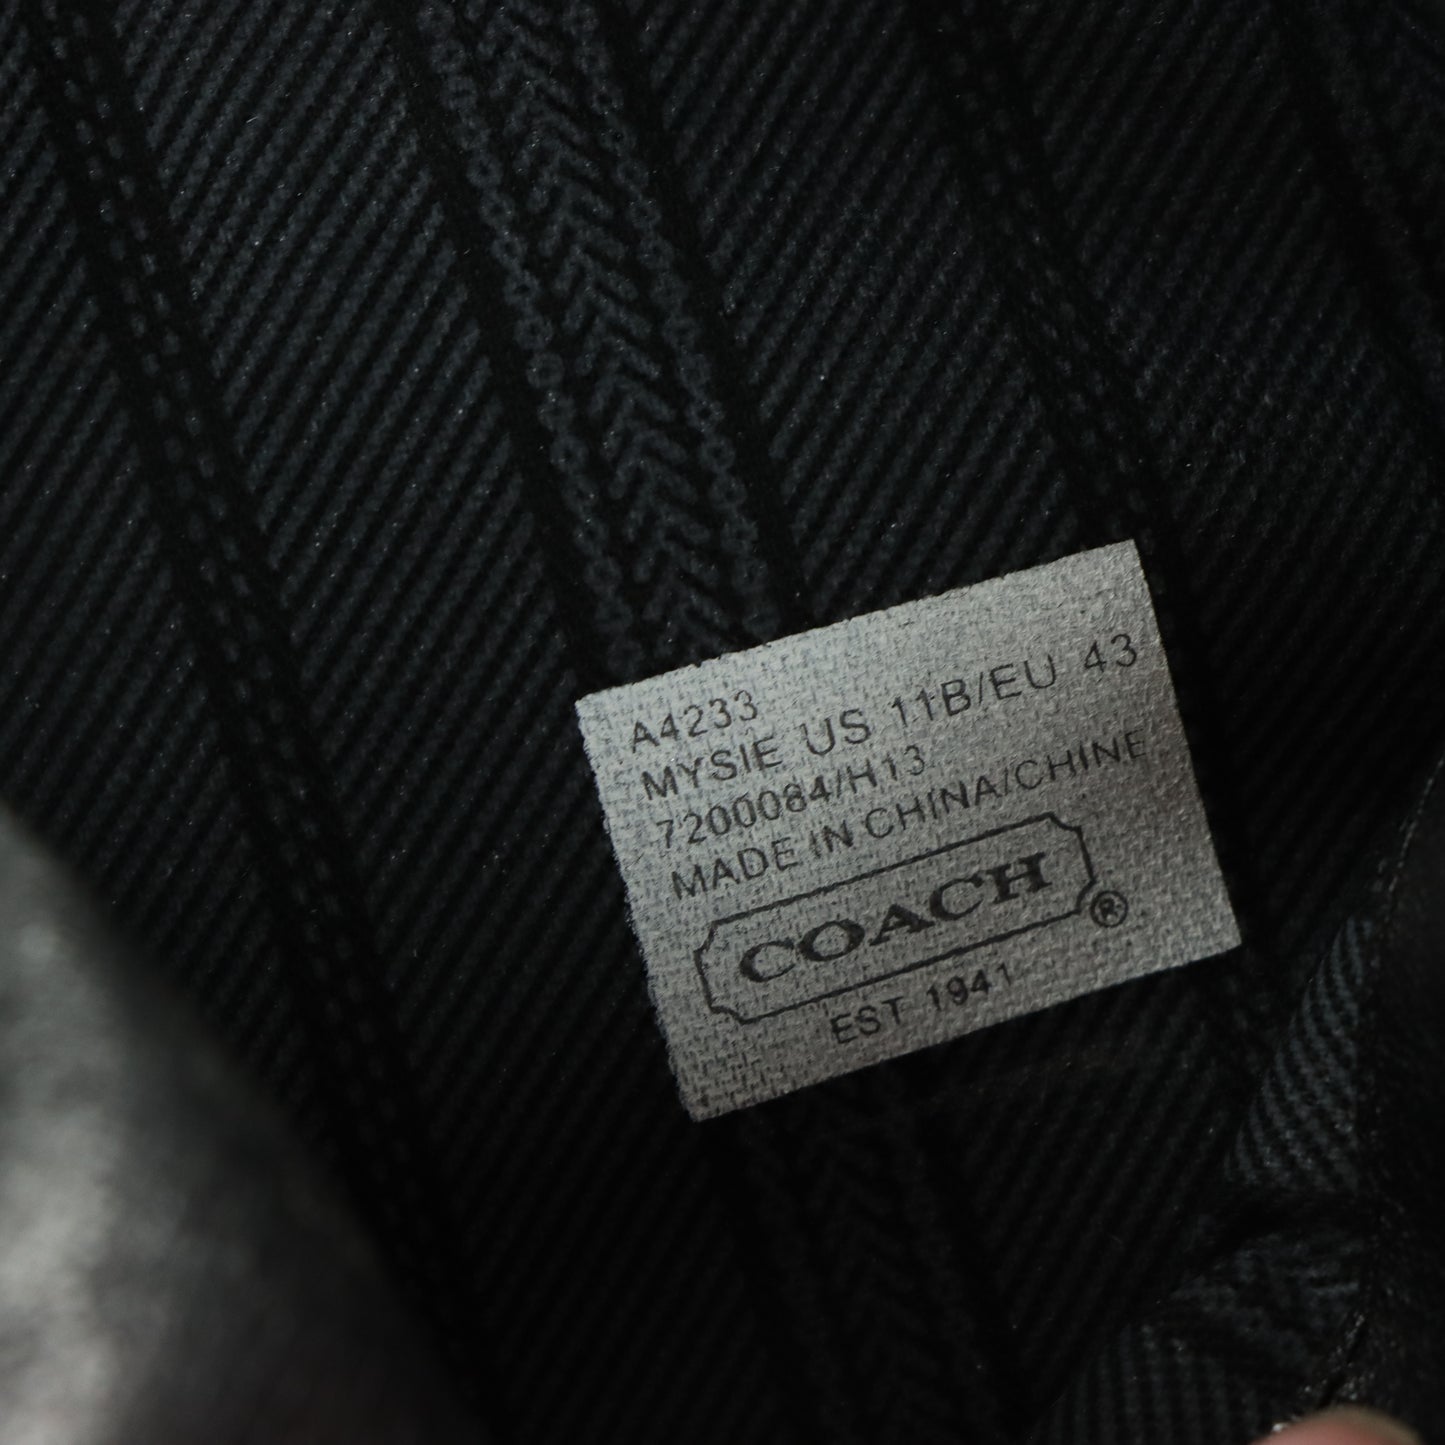 A4233
MYSIE US 11B/EU 43
7200084/H13
MADE IN CHINA/CHINE
COACH®
EST 1941